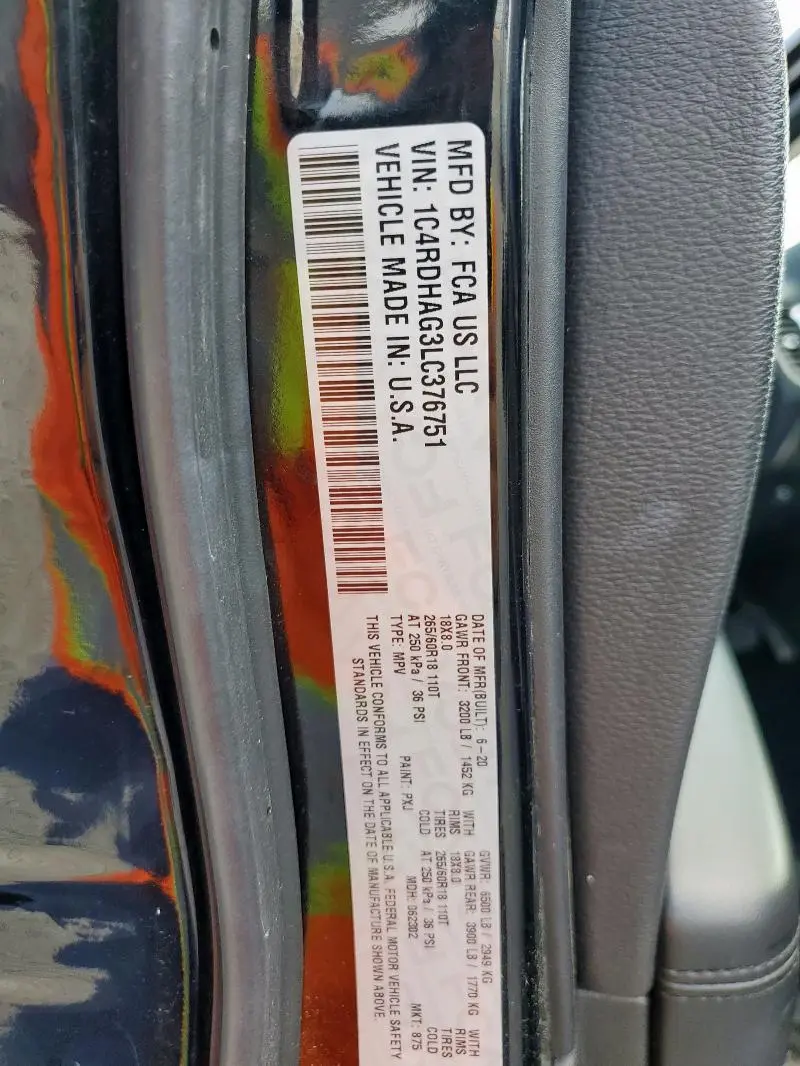 MFD BY: FCA US LLC
VIN: 1C4RDHAG3LC376751
VEHICLE MADE IN: U.S.A.
DATE OF MFR(BUILT): 6-20 GVWR: 6500 LB / 2949 KG
GAWR FRONT: 3200 LB / 1452 KG WITH GAWR REAR: 3900 LB / 1770 KG WITH
18X8.0 RIMS 18X8.0 RIMS
265/60R18 110T TIRES 265/60R18 110T TIRES
AT 250 kPa / 36 PSI COLD AT 250 kPa / 36 PSI COLD
TYPE: MPV PAINT: PXJ MDH: 062302 MKT: 875
THIS VEHICLE CONFORMS TO ALL APPLICABLE U.S.A. FEDERAL MOTOR VEHICLE SAFETY
STANDARDS IN EFFECT ON THE DATE OF MANUFACTURE SHOWN ABOVE.